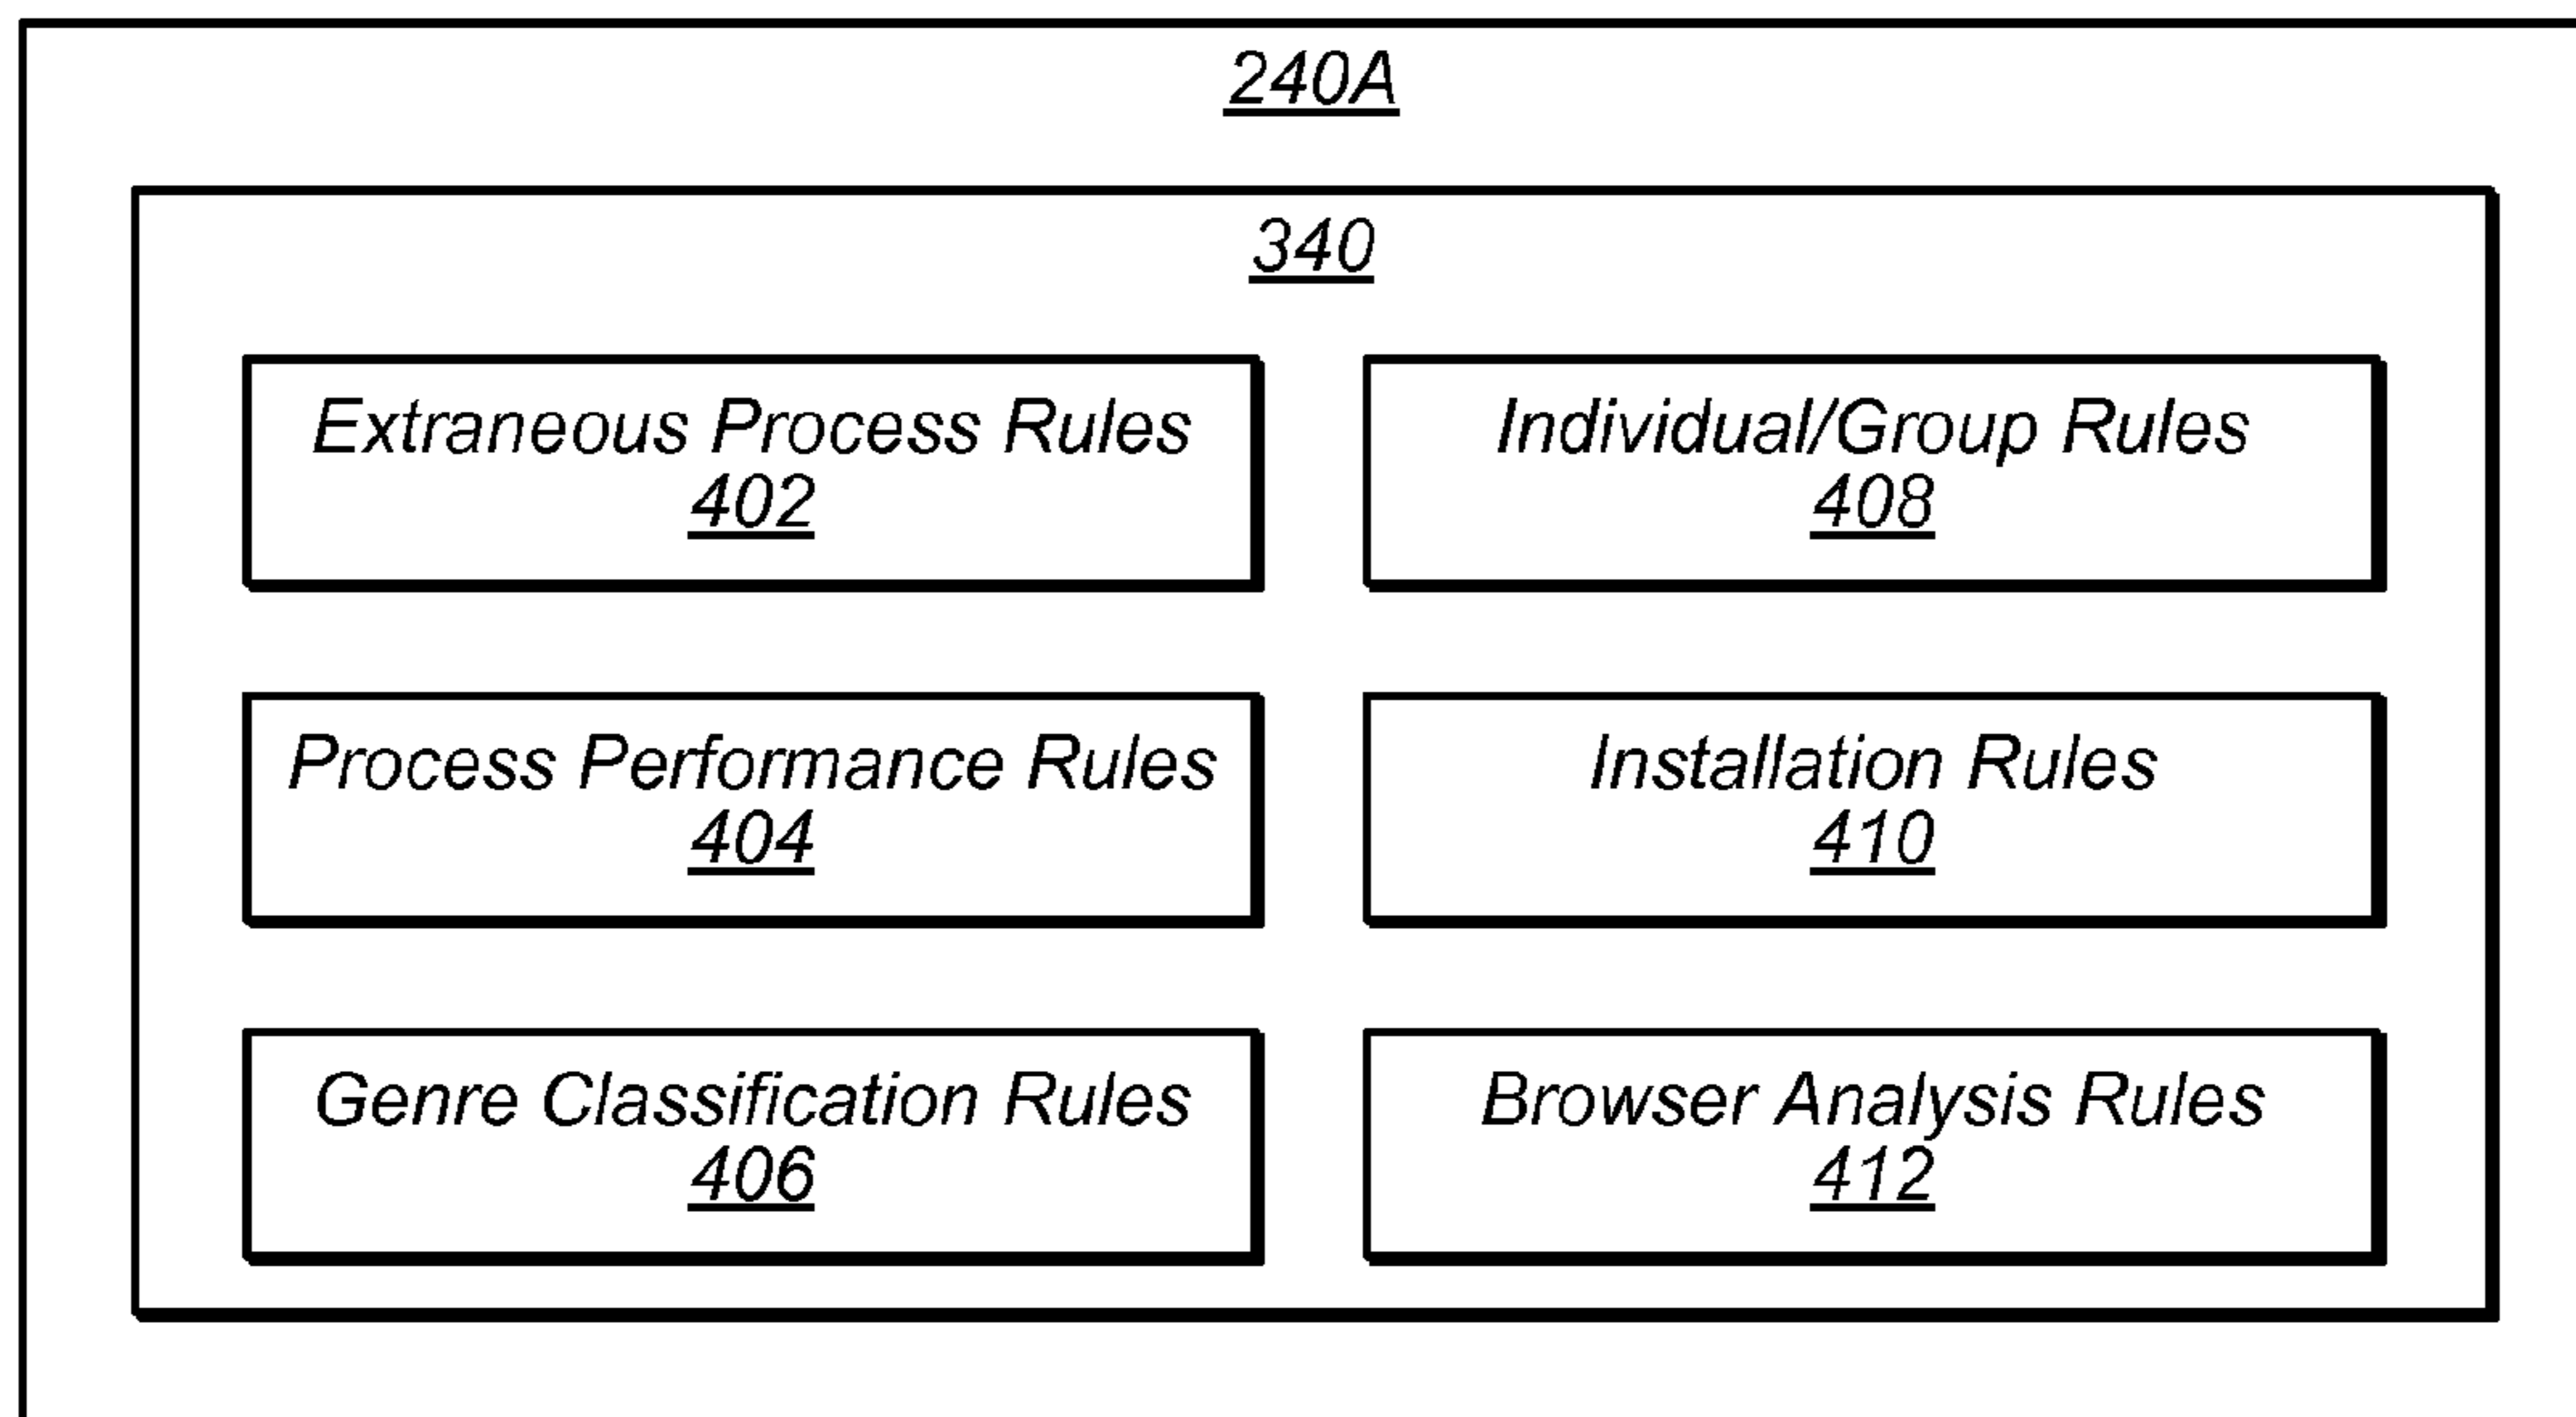 240A
340
Extraneous Process Rules
402
Individual/Group Rules
408
Process Performance Rules
404
Installation Rules
410
Genre Classification Rules
406
Browser Analysis Rules
412